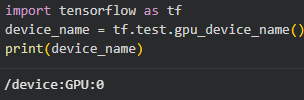 import tensorflow as tf
device_name = tf.test.gpu_device_name()
print(device_name)
/device:GPU:0